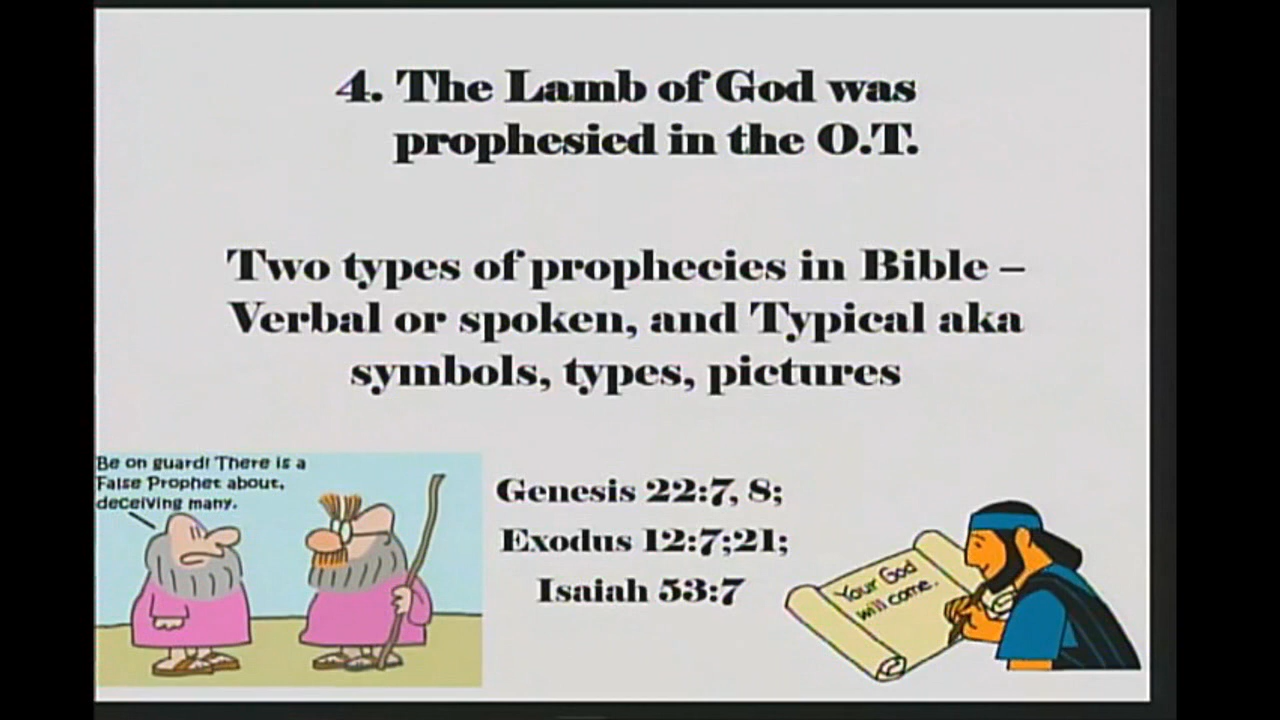 4. The Lamb of God was
prophesied in the O.T.
Two types of prophecies in Bible –
Verbal or spoken, and Typical aka
symbols, types, pictures
Be on guard! There is a
False Prophet about,
deceiving many.
Genesis 22:7, 8;
Exodus 12:7;21;
Isaiah 53:7
Your God
will come.